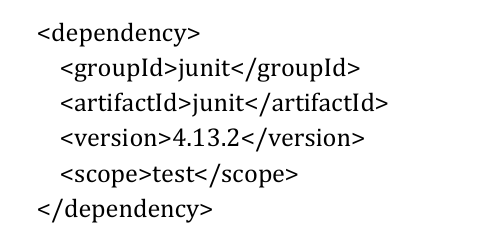 <dependency>
<groupId>junit</groupId>
<artifactId>junit</artifactId>
<version>4.13.2</version>
<scope>test</scope>
</dependency>